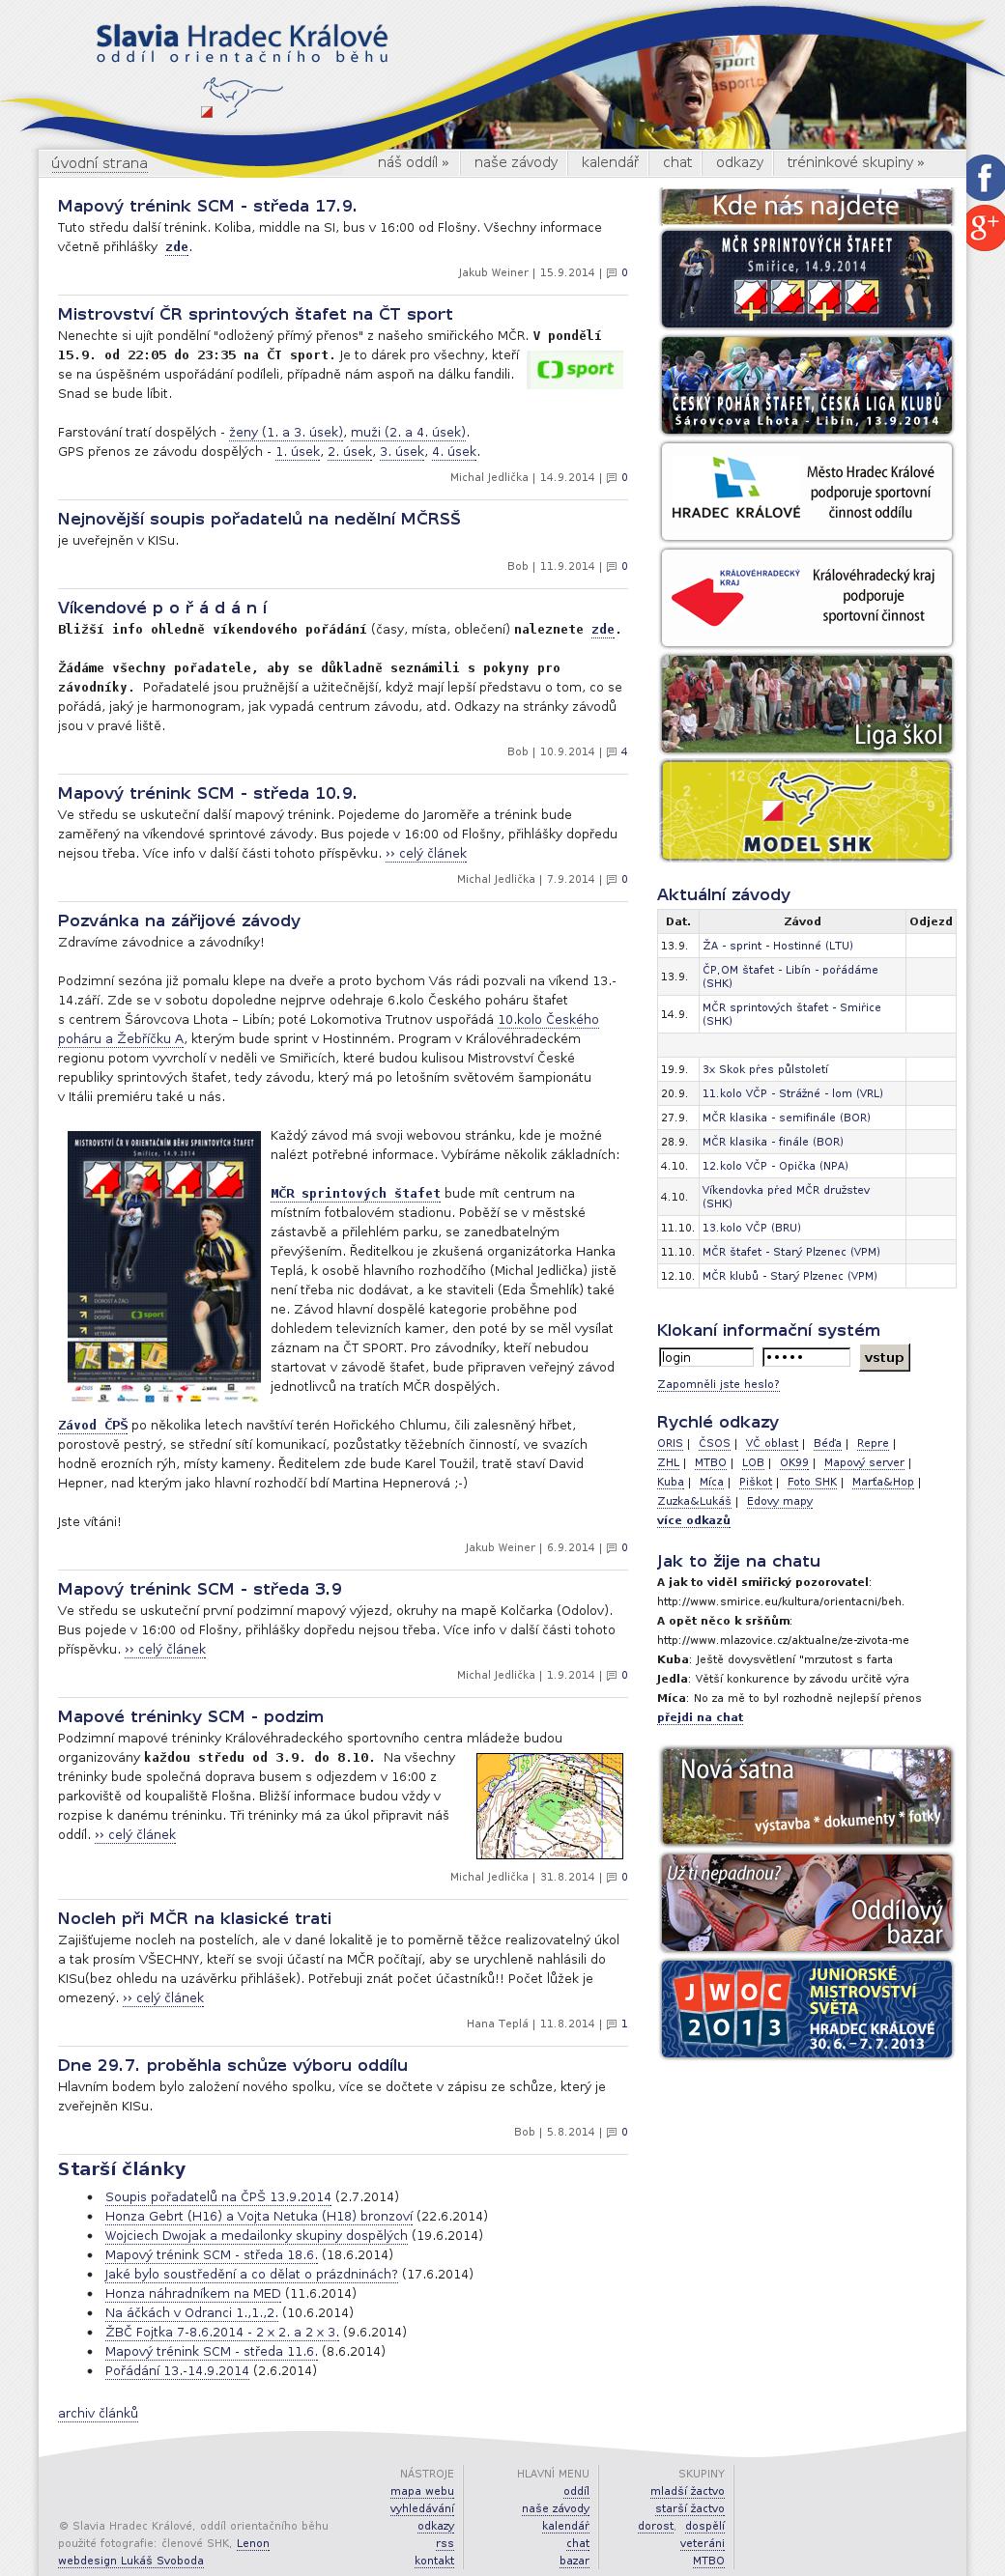 Slavia Hradec Králové
oddíl orientačního běhu
úvodní strana
náš oddíl »
naše závody
kalendář
chat
odkazy
tréninkové skupiny »
Mapový trénink SCM - středa 17.9.
Tuto středu další trénink. Koliba, middle na SI, bus v 16:00 od Flošny. Všechny informace
včetně přihlášky zde.
Jakub Weiner | 15.9.2014 | 0
Mistrovství ČR sprintových štafet na ČT sport
Nenechte si ujít pondělní "odložený přímý přenos" z našeho smiřického MČR. V pondělí
15.9. od 22:05 do 23:35 na ČT sport. Je to dárek pro všechny, kteří
se na úspěšném uspořádání podíleli, případně nám aspoň na dálku fandili.
Snad se bude líbit.
sport
Farstování tratí dospělých - ženy (1. a 3. úsek), muži (2. a 4. úsek).
GPS přenos ze závodu dospělých - 1. úsek, 2. úsek, 3. úsek, 4. úsek.
Michal Jedlička | 14.9.2014 | 0
Nejnovější soupis pořadatelů na nedělní MČRSŠ
je uveřejněn v KISu.
Bob | 11.9.2014 | 0
Víkendové p o ř á d á n í
Bližší info ohledně víkendového pořádání (časy, místa, oblečení) naleznete zde.
Žádáme všechny pořadatele, aby se důkladně seznámili s pokyny pro
závodníky. Pořadatelé jsou pružnější a užitečnější, když mají lepší představu o tom, co se
pořádá, jaký je harmonogram, jak vypadá centrum závodu, atd. Odkazy na stránky závodů
jsou v pravé liště.
Bob | 10.9.2014 | 4
Mapový trénink SCM - středa 10.9.
Ve středu se uskuteční další mapový trénink. Pojedeme do Jaroměře a trénink bude
zaměřený na víkendové sprintové závody. Bus pojede v 16:00 od Flošny, přihlášky dopředu
nejsou třeba. Více info v další části tohoto příspěvku. ›› celý článek
Michal Jedlička | 7.9.2014 | 0
Pozvánka na zářijové závody
Zdravíme závodnice a závodníky!
Podzimní sezóna již pomalu klepe na dveře a proto bychom Vás rádi pozvali na víkend 13.-
14.září. Zde se v sobotu dopoledne nejprve odehraje 6.kolo Českého poháru štafet
s centrem Šárovcova Lhota – Libín; poté Lokomotiva Trutnov uspořádá 10.kolo Českého
poháru a Žebříčku A, kterým bude sprint v Hostinném. Program v Královéhradeckém
regionu potom vyvrcholí v neděli ve Smiřicích, které budou kulisou Mistrovství České
republiky sprintových štafet, tedy závodu, který má po letošním světovém šampionátu
v Itálii premiéru také u nás.
MISTROVSTVÍ ČR V ORIENTAČNÍM BĚHU SPRINTOVÝCH ŠTAFET
Smiřice, 14.9.2014
Každý závod má svoji webovou stránku, kde je možné
nalézt potřebné informace. Vybíráme několik základních:
MČR sprintových štafet bude mít centrum na
místním fotbalovém stadionu. Poběží se v městské
zástavbě a přilehlém parku, se zanedbatelným
převýšením. Ředitelkou je zkušená organizátorka Hanka
Teplá, k osobě hlavního rozhodčího (Michal Jedlička) jistě
není třeba nic dodávat, a ke staviteli (Eda Šmehlík) také
ne. Závod hlavní dospělé kategorie proběhne pod
dohledem televizních kamer, den poté by se měl vysílat
záznam na ČT SPORT. Pro závodníky, kteří nebudou
startovat v závodě štafet, bude připraven veřejný závod
jednotlivců na tratích MČR dospělých.
Závod ČPŠ po několika letech navštíví terén Hořického Chlumu, čili zalesněný hřbet,
porostově pestrý, se střední sítí komunikací, pozůstatky těžebních činností, ve svazích
hodně erozních rýh, místy kameny. Ředitelem zde bude Karel Toužil, tratě staví David
Hepner, nad kterým jako hlavní rozhodčí bdí Martina Hepnerová ;-)
Jste vítáni!
Jakub Weiner | 6.9.2014 | 0
Mapový trénink SCM - středa 3.9
Ve středu se uskuteční první podzimní mapový výjezd, okruhy na mapě Kolčarka (Odolov).
Bus pojede v 16:00 od Flošny, přihlášky dopředu nejsou třeba. Více info v další části tohoto
příspěvku. ›› celý článek
Michal Jedlička | 1.9.2014 | 0
Mapové tréninky SCM - podzim
Podzimní mapové tréninky Královéhradeckého sportovního centra mládeže budou
organizovány každou středu od 3.9. do 8.10. Na všechny
tréninky bude společná doprava busem s odjezdem v 16:00 z
parkoviště od koupaliště Flošna. Bližší informace budou vždy v
rozpise k danému tréninku. Tři tréninky má za úkol připravit náš
oddíl. ›› celý článek
Michal Jedlička | 31.8.2014 | 0
Nocleh při MČR na klasické trati
Zajišťujeme nocleh na postelích, ale v dané lokalitě je to poměrně těžce realizovatelný úkol
a tak prosím VŠECHNY, kteří se svoji účastí na MČR počítají, aby se urychleně nahlásili do
KISu(bez ohledu na uzávěrku přihlášek). Potřebuji znát počet účastníků!! Počet lůžek je
omezený. ›› celý článek
Hana Teplá | 11.8.2014 | 1
Dne 29.7. proběhla schůze výboru oddílu
Hlavním bodem bylo založení nového spolku, více se dočtete v zápisu ze schůze, který je
zveřejněn KISu.
Bob | 5.8.2014 | 0
Starší články
Soupis pořadatelů na ČPŠ 13.9.2014 (2.7.2014)
Honza Gebrt (H16) a Vojta Netuka (H18) bronzoví (22.6.2014)
Wojciech Dwojak a medailonky skupiny dospělých (19.6.2014)
Mapový trénink SCM - středa 18.6. (18.6.2014)
Jaké bylo soustředění a co dělat o prázdninách? (17.6.2014)
Honza náhradníkem na MED (11.6.2014)
Na áčkách v Odranci 1.,1.,2. (10.6.2014)
ŽBČ Fojtka 7-8.6.2014 - 2 x 2. a 2 x 3. (9.6.2014)
Mapový trénink SCM - středa 11.6. (8.6.2014)
Pořádání 13.-14.9.2014 (2.6.2014)
archiv článků
Kde nás najdete
MČR SPRINTOVÝCH ŠTAFET
Smiřice, 14.9.2014
ČESKÝ POHÁR ŠTAFET, ČESKÁ LIGA KLUBŮ
Šárovcova Lhota - Libín, 13.9.2014
HRADEC KRÁLOVÉ
Město Hradec Králové
podporuje sportovní
činnost oddílu
KRÁLOVÉHRADECKÝ
KRAJ
Královéhradecký kraj
podporuje
sportovní činnost
Liga škol
MODEL SHK
Aktuální závody
Dat. Závod Odjezd
13.9. ŽA - sprint - Hostinné (LTU)
13.9. ČP,OM štafet - Libín - pořádáme
(SHK)
14.9. MČR sprintových štafet - Smiřice
(SHK)
19.9. 3x Skok přes půlstoletí
20.9. 11.kolo VČP - Strážné - lom (VRL)
27.9. MČR klasika - semifinále (BOR)
28.9. MČR klasika - finále (BOR)
4.10. 12.kolo VČP - Opička (NPA)
4.10. Víkendovka před MČR družstev
(SHK)
11.10. 13.kolo VČP (BRU)
11.10. MČR štafet - Starý Plzenec (VPM)
12.10. MČR klubů - Starý Plzenec (VPM)
Klokaní informační systém
login ••••• vstup
Zapomněli jste heslo?
Rychlé odkazy
ORIS | ČSOS | VČ oblast | Béďa | Repre |
ZHL | MTBO | LOB | OK99 | Mapový server |
Kuba | Míca | Piškot | Foto SHK | Marťa&Hop |
Zuzka&Lukáš | Edovy mapy
více odkazů
Jak to žije na chatu
A jak to viděl smiřický pozorovatel:
http://www.smirice.eu/kultura/orientacni/beh.
A opět něco k sršňům:
http://www.mlazovice.cz/aktualne/ze-zivota-me
Kuba: Ještě dovysvětlení "mrzutost s farta
Jedla: Větší konkurence by závodu určitě výra
Míca: No za mě to byl rozhodně nejlepší přenos
přejdi na chat
Nová šatna
výstavba * dokumenty * fotky
Už ti nepadnou?
Oddílový
bazar
JWOC
2013
JUNIORSKÉ
MISTROVSTVÍ
SVĚTA
HRADEC KRÁLOVÉ
30. 6. – 7. 7. 2013
f
g+
© Slavia Hradec Králové, oddíl orientačního běhu
použité fotografie: členové SHK, Lenon
webdesign Lukáš Svoboda
NÁSTROJE
mapa webu
vyhledávání
odkazy
rss
kontakt
HLAVNÍ MENU
oddíl
naše závody
kalendář
chat
bazar
SKUPINY
mladší žactvo
starší žactvo
dorost, dospělí
veteráni
MTBO